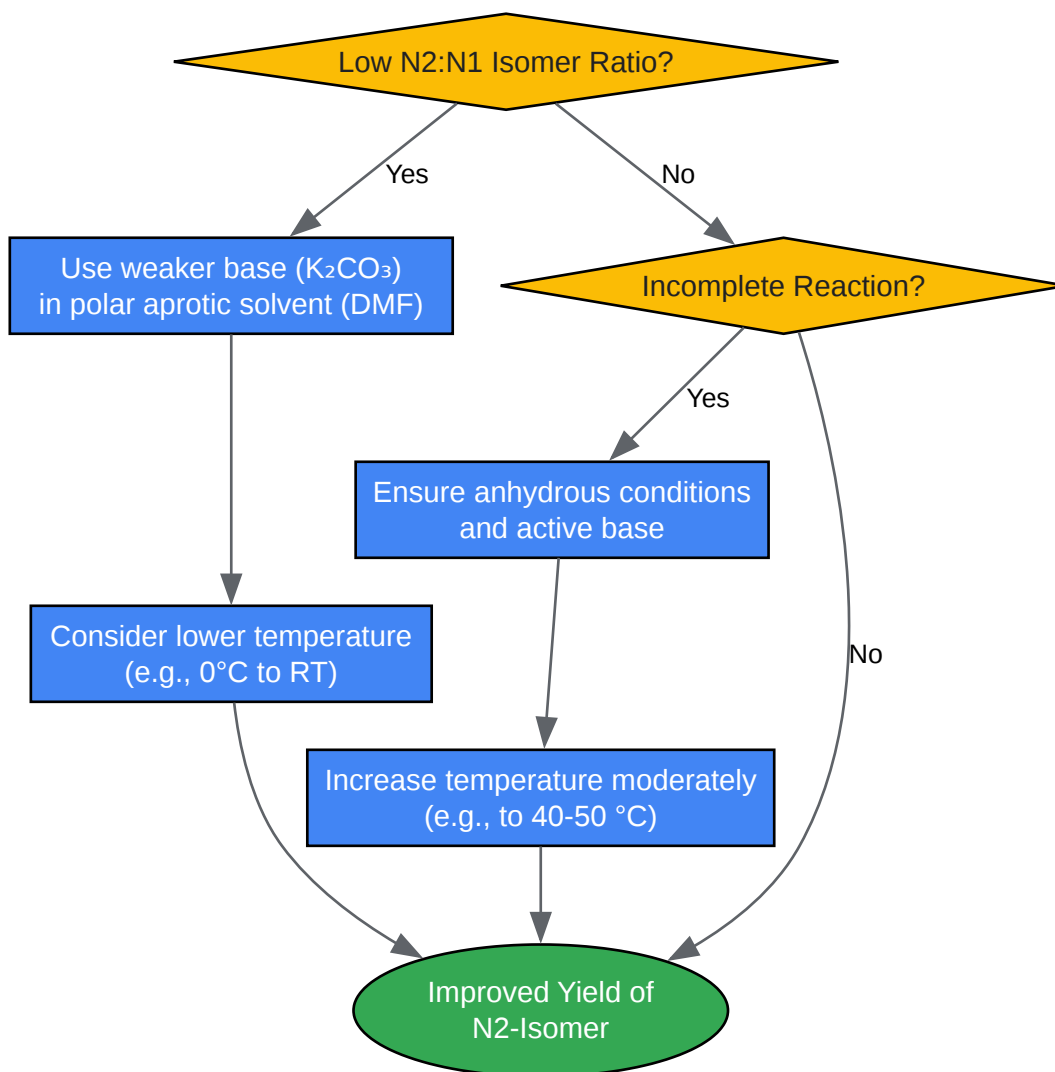 Low N2:N1 Isomer Ratio?
Yes
No
Use weaker base (K₂CO₃)
in polar aprotic solvent (DMF)
Incomplete Reaction?
Yes
Ensure anhydrous conditions
and active base
Consider lower temperature
(e.g., 0°C to RT)
No
Increase temperature moderately
(e.g., to 40-50 °C)
Improved Yield of
N2-Isomer